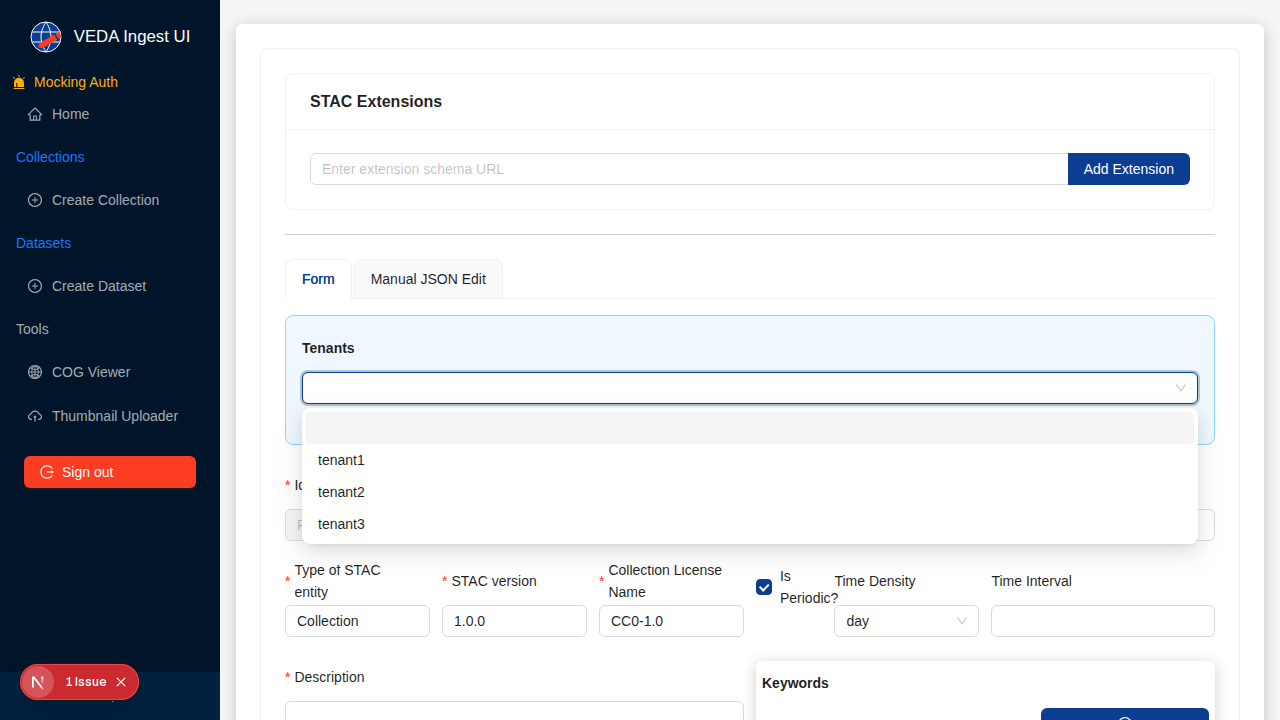 VEDA Ingest UI
Mocking Auth
Home
Collections
Create Collection
Datasets
Create Dataset
Tools
COG Viewer
Thumbnail Uploader
Sign out
1 Issue
STAC Extensions
Enter extension schema URL
Add Extension
Form
Manual JSON Edit
Tenants
tenant1
tenant2
tenant3
*
* Type of STAC entity
* STAC version
* Collection License Name
Is Periodic?
Time Density
Time Interval
Collection
1.0.0
CC0-1.0
day
* Description
Keywords